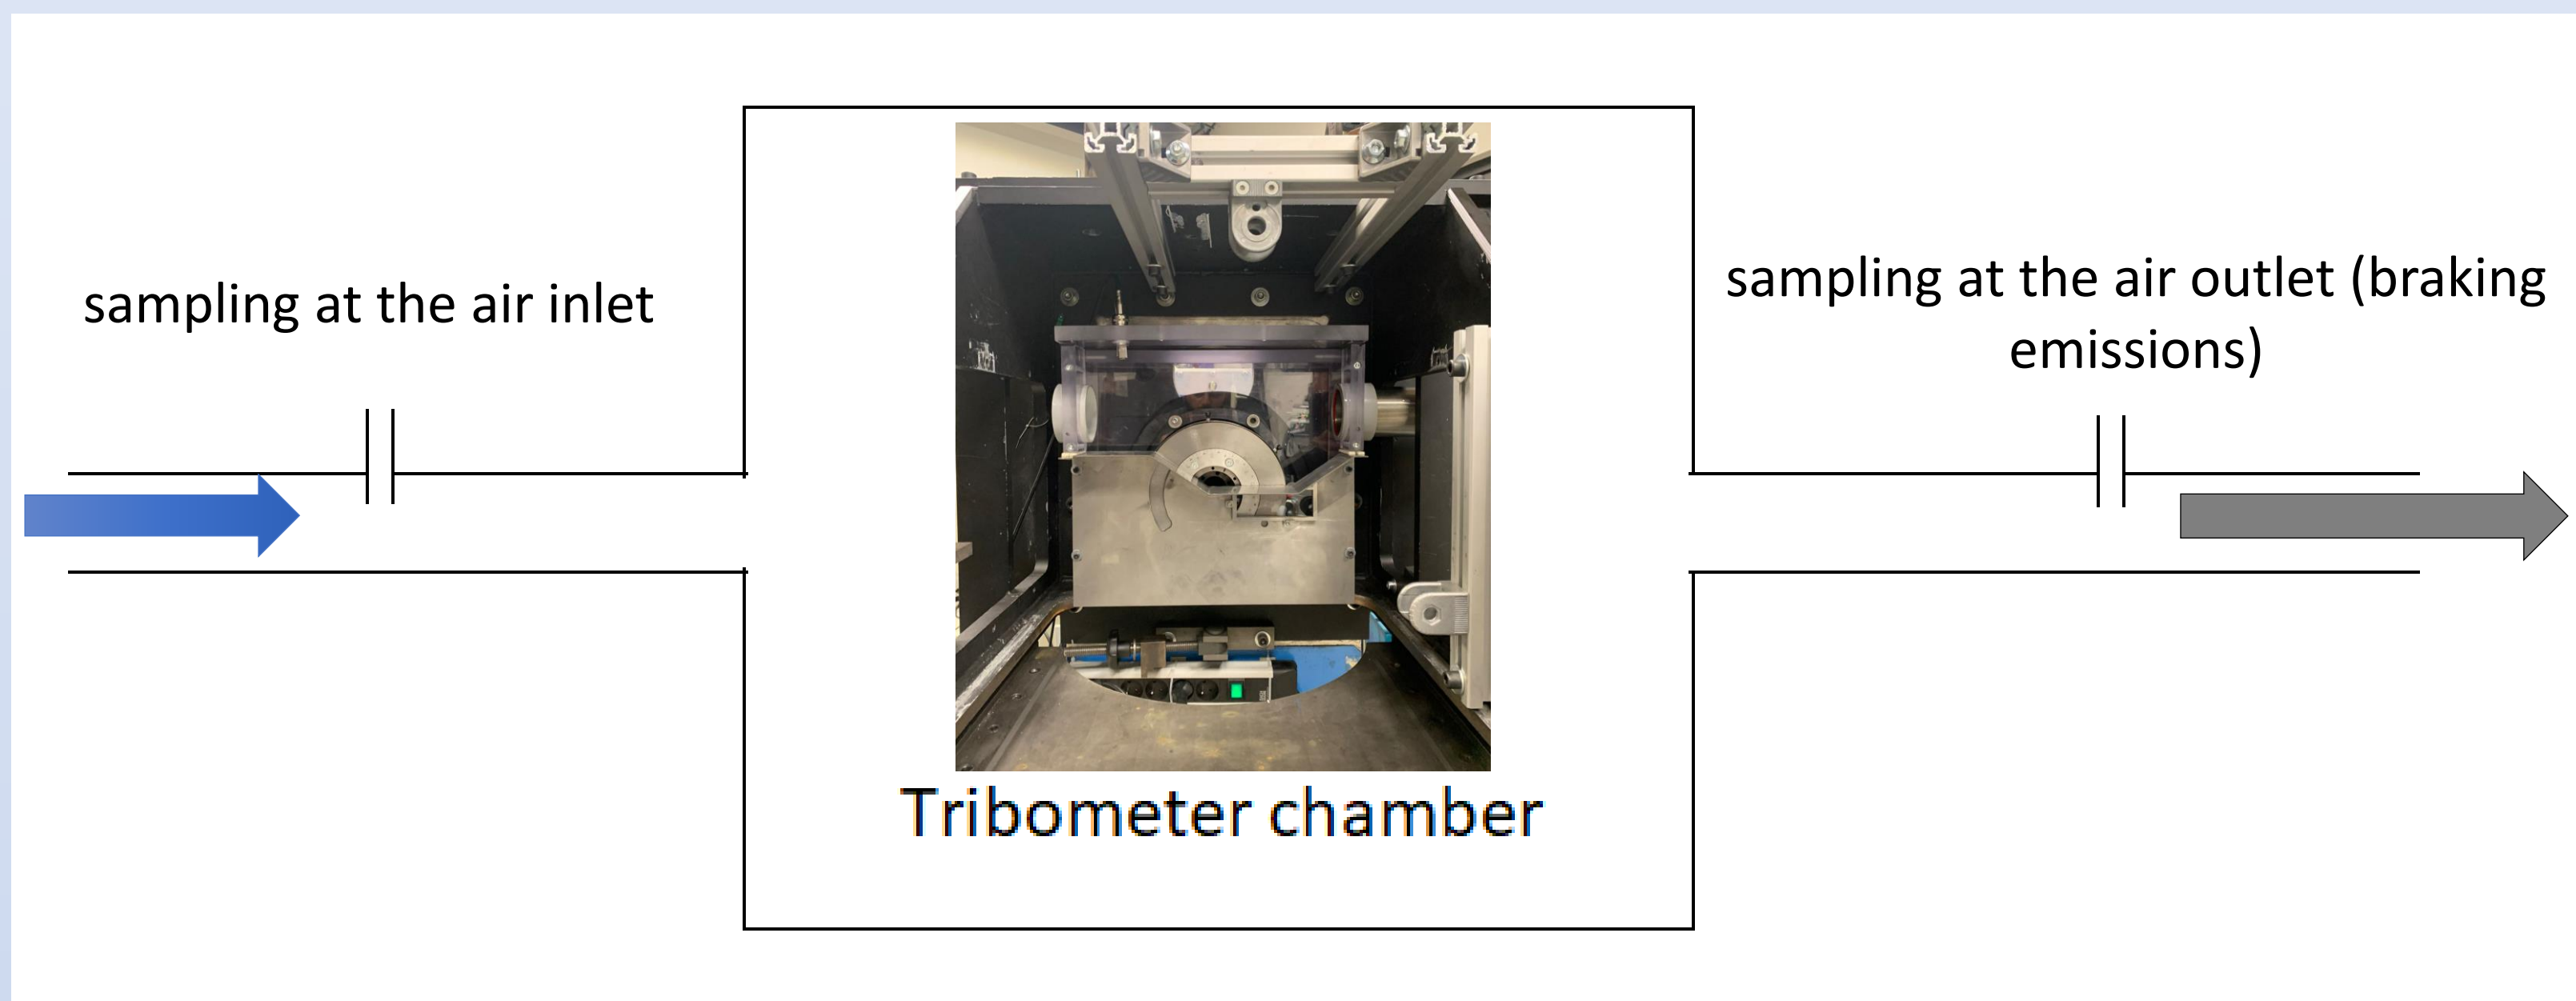 sampling at the air inlet
sampling at the air outlet (braking
emissions)
Tribometer chamber